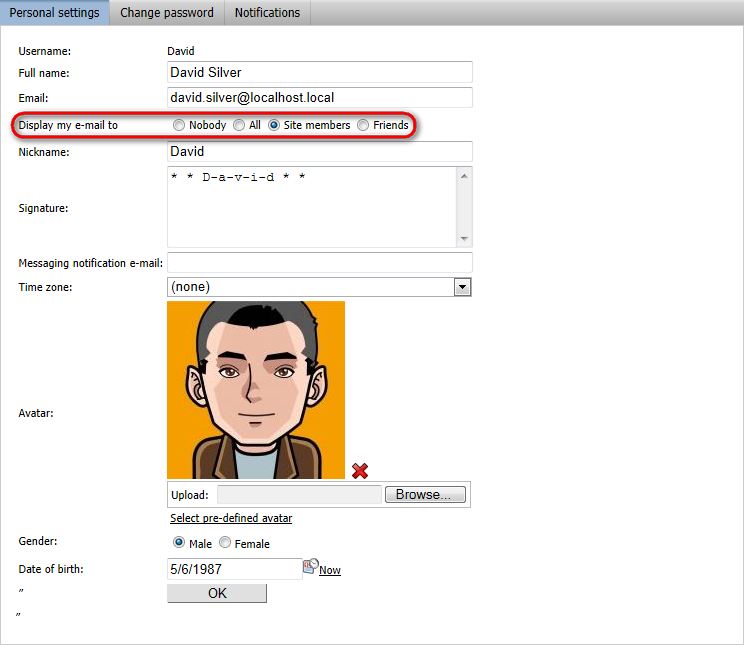 Personal settings Change password Notifications
Username: David
Full name: David Silver
Email: david.silver@localhost.local
Display my e-mail to Nobody All Site members Friends
Nickname: David
Signature: * * D-a-v-i-d * *
Messaging notification e-mail:
Time zone: (none)
Avatar:
Upload: Browse...
Select pre-defined avatar
Gender: Male Female
Date of birth: 5/6/1987 Now
" OK
"